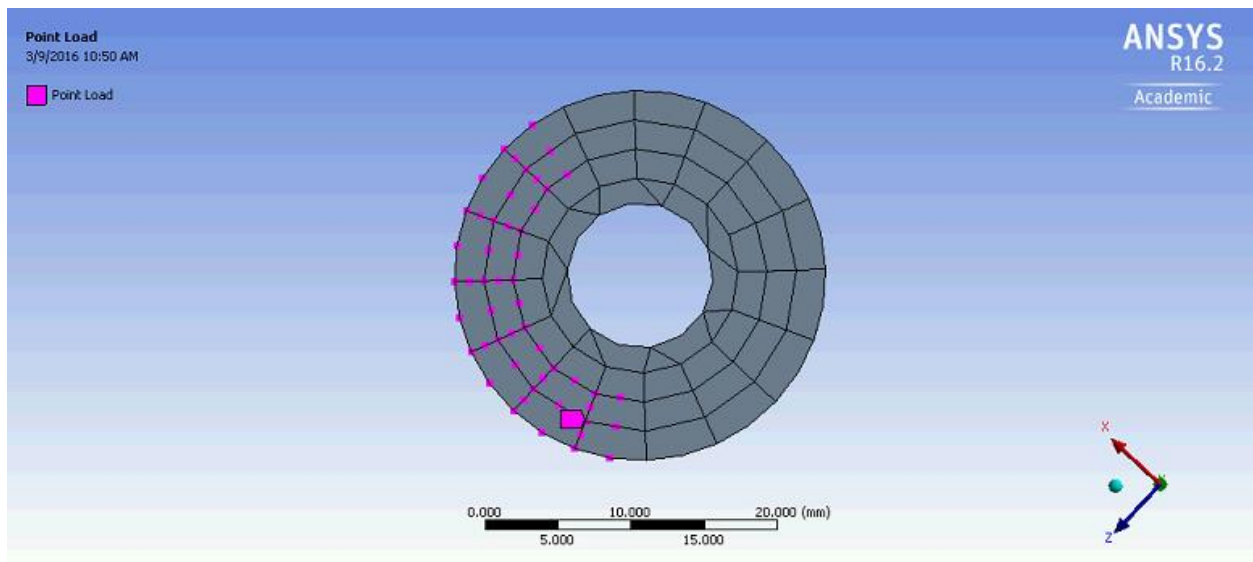 Point Load
3/9/2016 10:50 AM
Point Load
ANSYS
R16.2
Academic
0.000 10.000 20.000 (mm)
5.000 15.000
X
Z